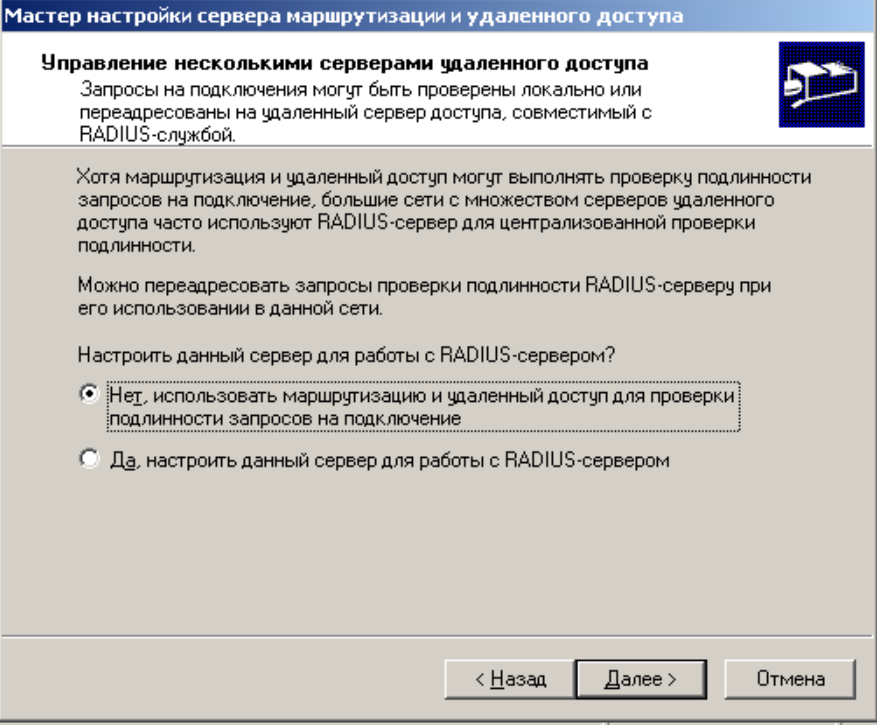 Мастер настройки сервера маршрутизации и удаленного доступа
Управление несколькими серверами удаленного доступа
Запросы на подключения могут быть проверены локально или
переадресованы на удаленный сервер доступа, совместимый с
RADIUS-службой.
Хотя маршрутизация и удаленный доступ могут выполнять проверку подлинности
запросов на подключение, большие сети с множеством серверов удаленного
доступа часто используют RADIUS-сервер для централизованной проверки
подлинности.
Можно переадресовать запросы проверки подлинности RADIUS-серверу при
его использовании в данной сети.
Настроить данный сервер для работы с RADIUS-сервером?
Нет, использовать маршрутизацию и удаленный доступ для проверки
подлинности запросов на подключение
Да, настроить данный сервер для работы с RADIUS-сервером
< Назад Далее > Отмена